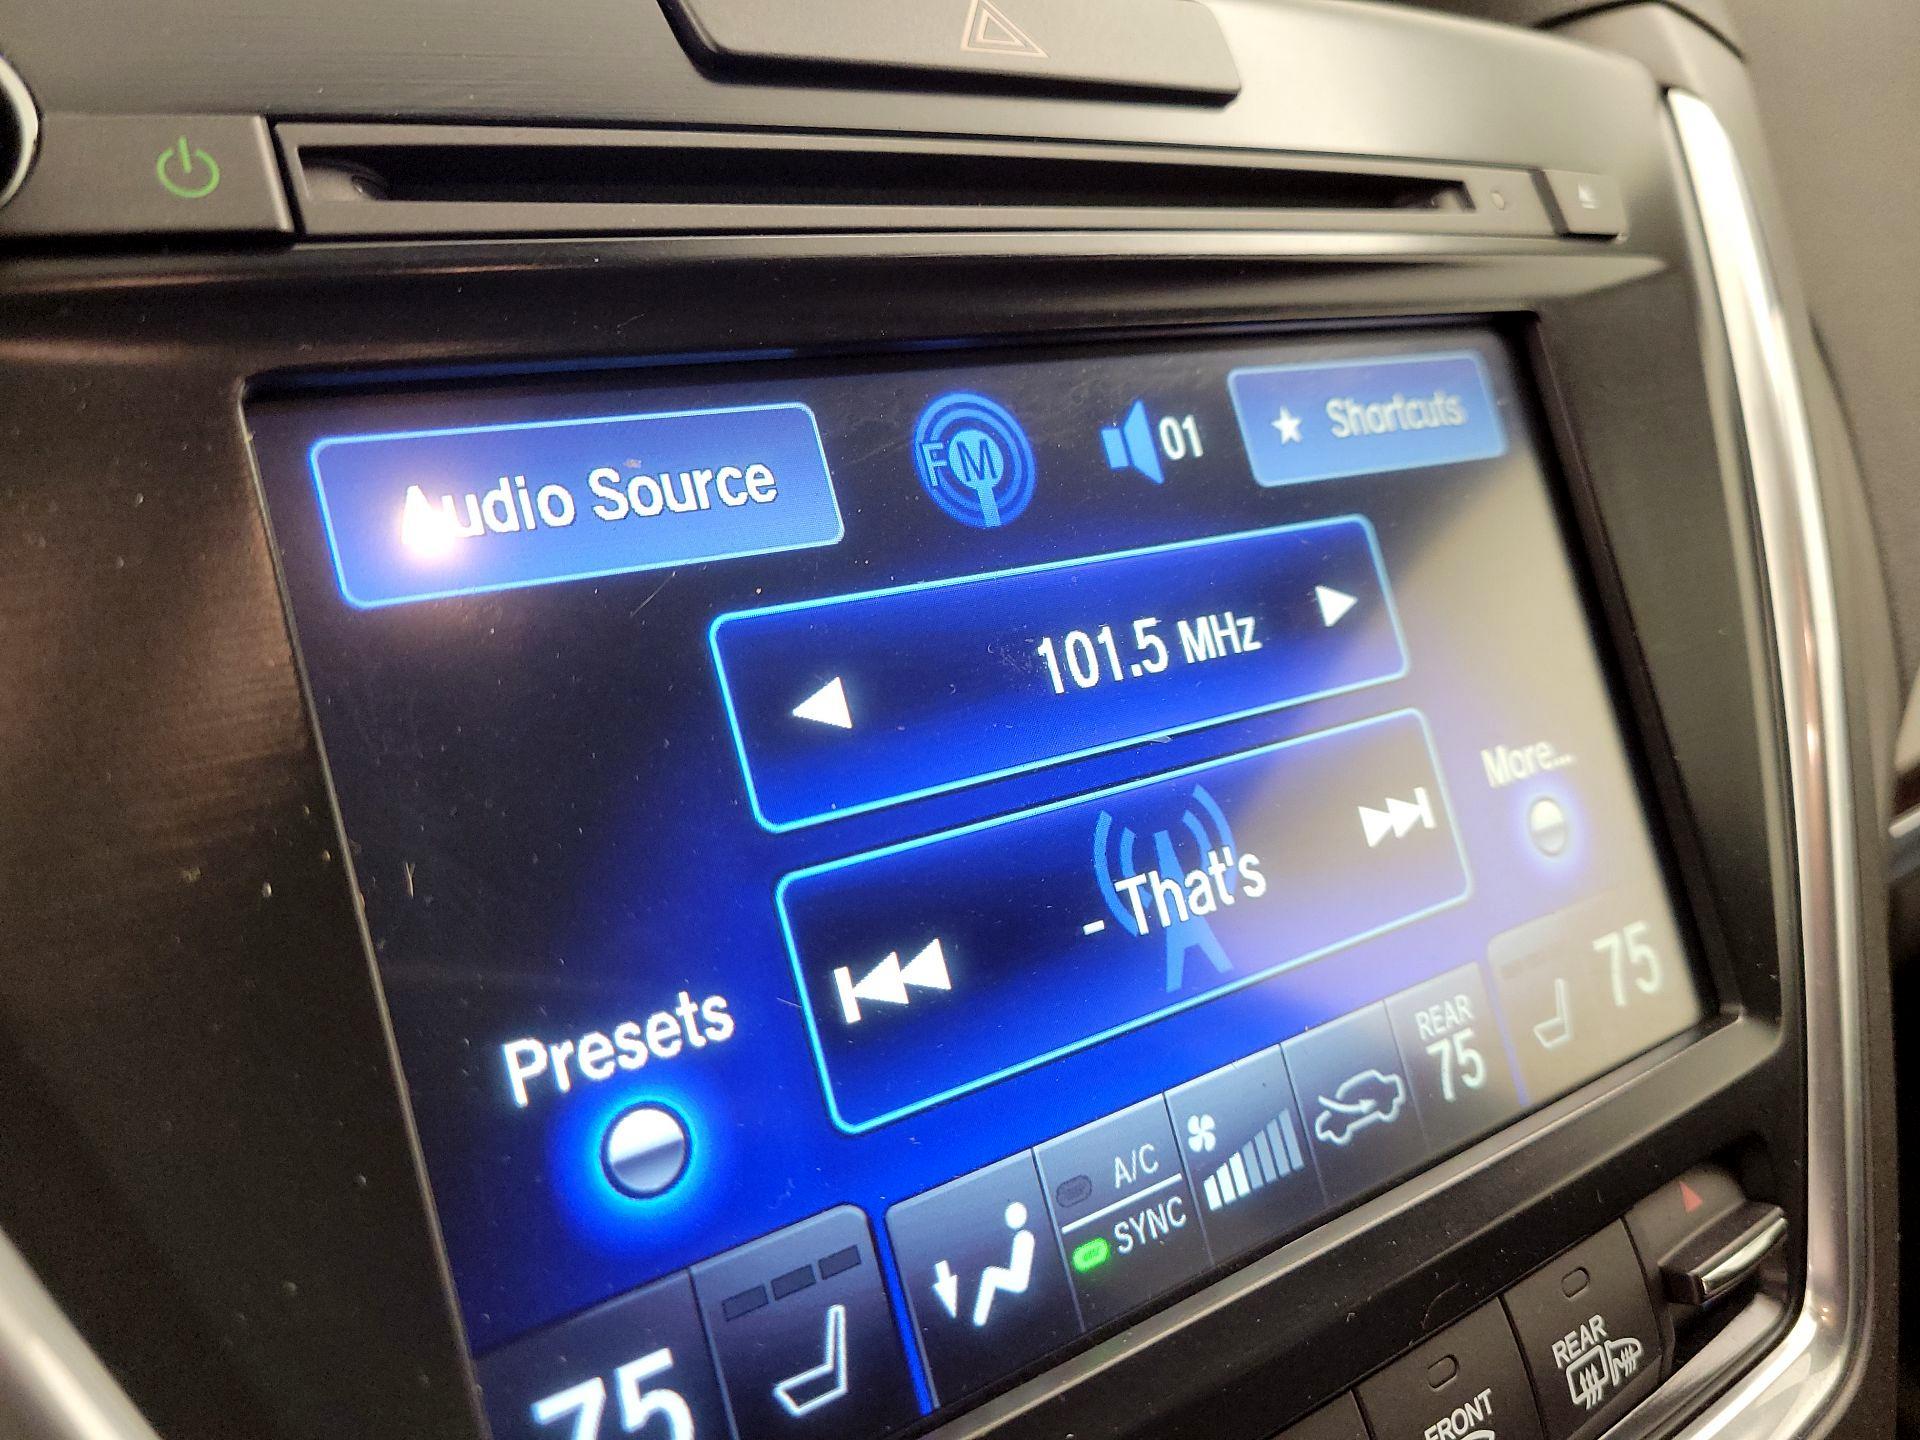 Audio Source
FM
01
Shortcuts
101.5 MHz
More...
- That's
Presets
75
A/C
SYNC
REAR
75
75
REAR
FRONT